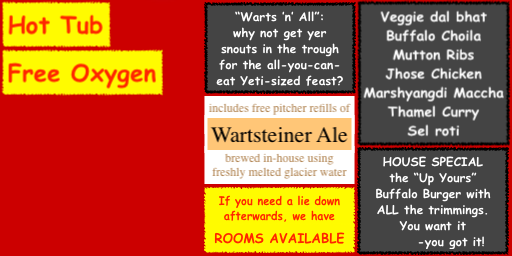 Hot Tub
Free Oxygen
“Warts ‘n’ All”:
why not get yer
snouts in the trough
for the all-you-can-
eat Yeti-sized feast?
includes free pitcher refills of
Wartsteiner Ale
brewed in-house using
freshly melted glacier water
If you need a lie down
afterwards, we have
ROOMS AVAILABLE
Veggie dal bhat
Buffalo Choila
Mutton Ribs
Jhose Chicken
Marshyangdi Maccha
Thamel Curry
Sel roti
HOUSE SPECIAL
the “Up Yours”
Buffalo Burger with
ALL the trimmings.
You want it
-you got it!